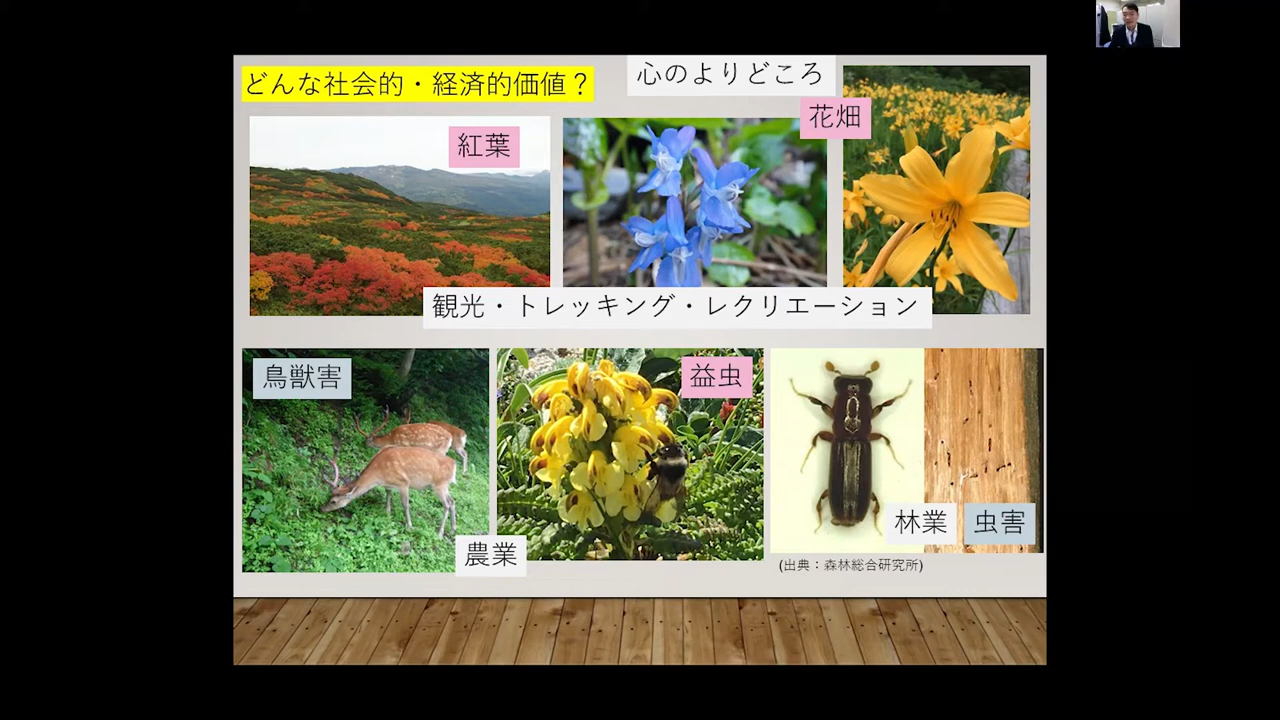 どんな社会的・経済的価値？
心のよりどころ
花畑
紅葉
観光・トレッキング・レクリエーション
鳥獣害
益虫
農業
林業
虫害
(出典：森林総合研究所)